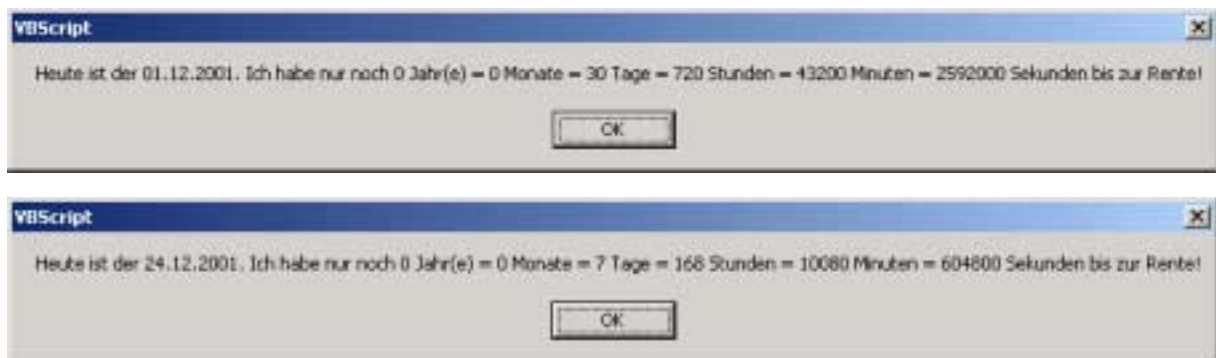 VBScript
Heute ist der 01.12.2001. Ich habe nur noch 0 Jahr(e) = 0 Monate = 30 Tage = 720 Stunden = 43200 Minuten = 2592000 Sekunden bis zur Rente!
OK
VBScript
Heute ist der 24.12.2001. Ich habe nur noch 0 Jahr(e) = 0 Monate = 7 Tage = 168 Stunden = 10080 Minuten = 604800 Sekunden bis zur Rente!
OK